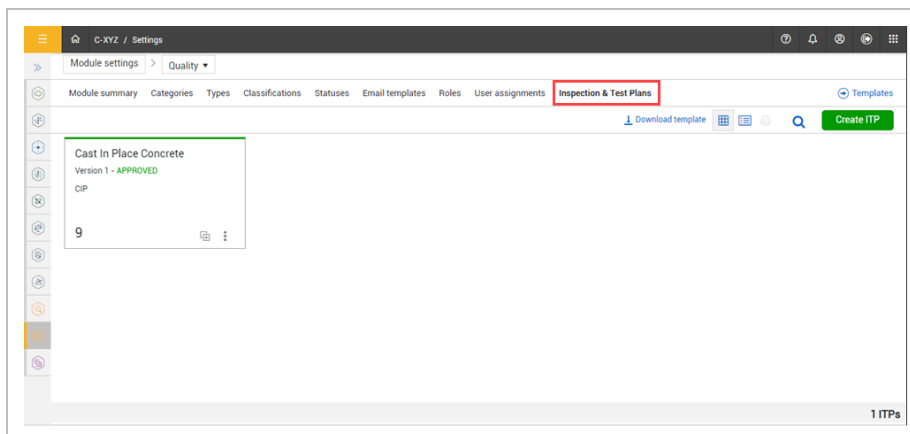 C-XYZ / Settings
Module settings > Quality
Module summary Categories Types Classifications Statuses Email templates Roles User assignments Inspection & Test Plans Templates
Download template Create ITP
Cast In Place Concrete
Version 1 - APPROVED
CIP
9
1 ITPs